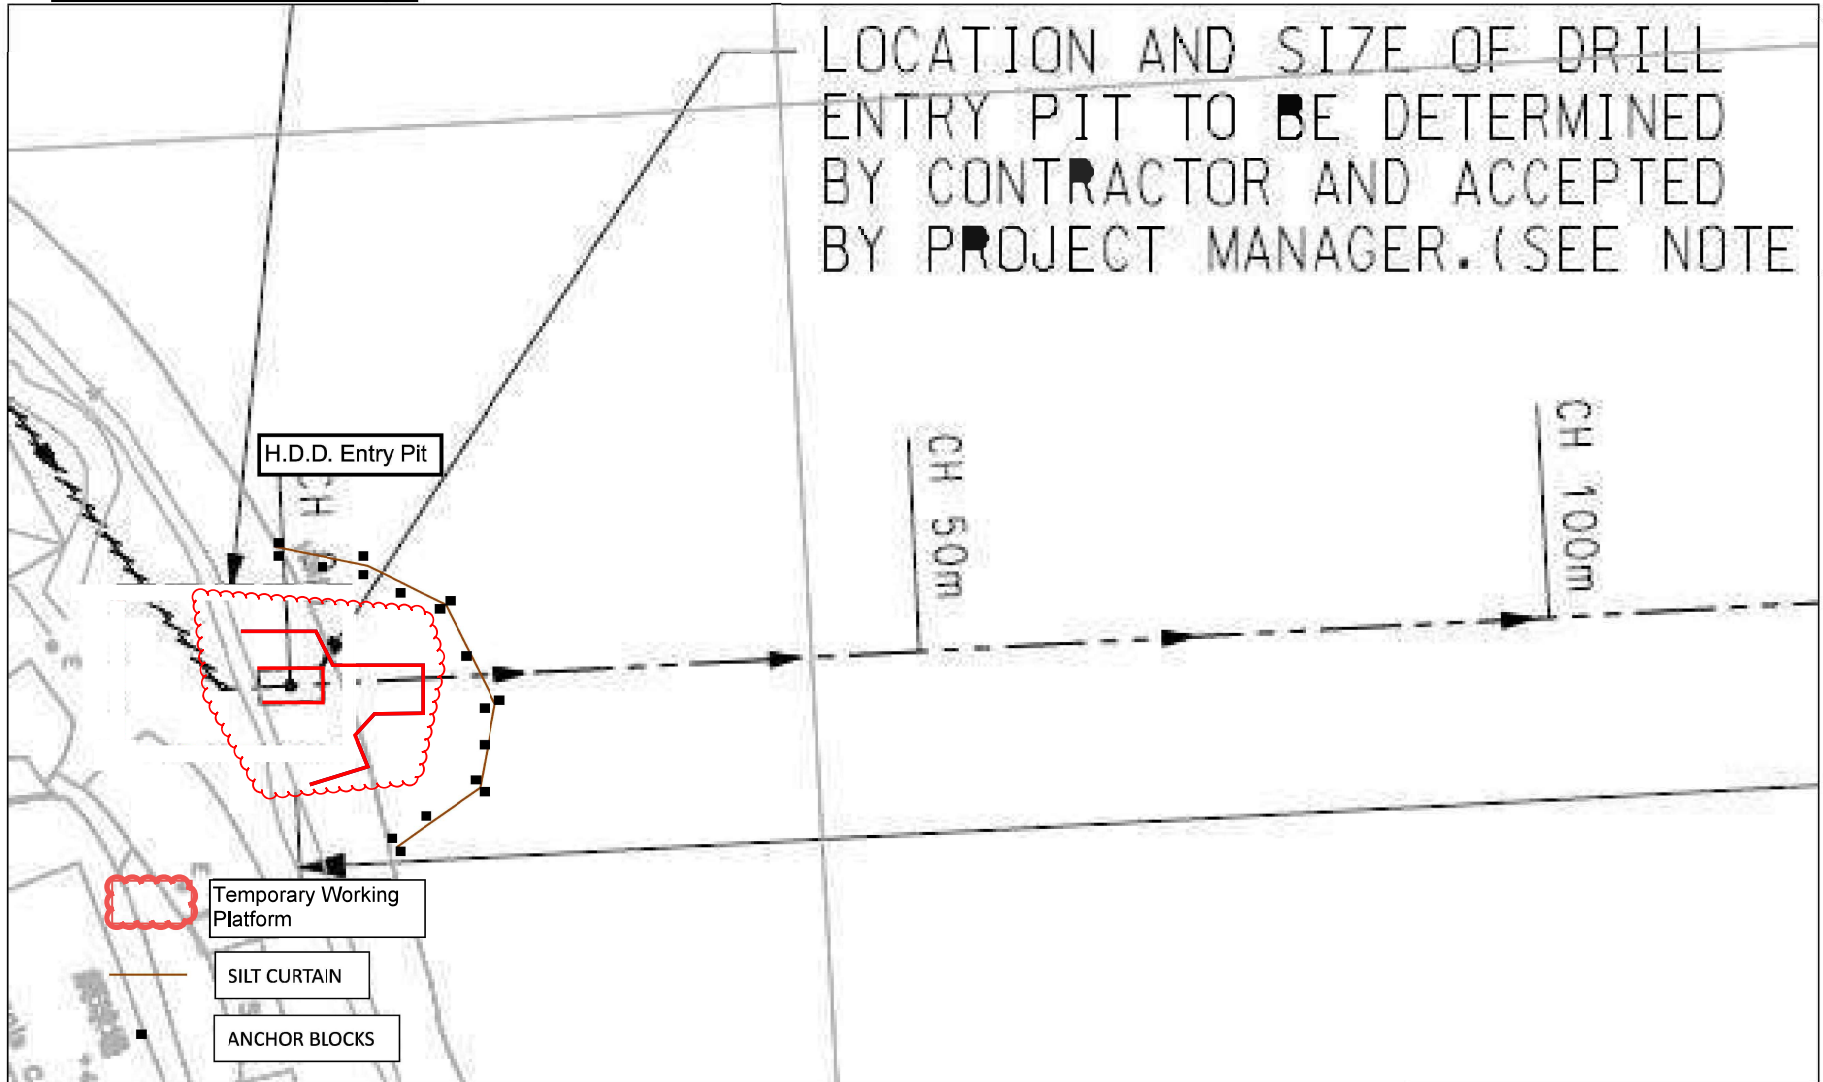 LOCATION AND SIZE OF DRILL
ENTRY PIT TO BE DETERMINED
BY CONTRACTOR AND ACCEPTED
BY PROJECT MANAGER.(SEE NOTE
H.D.D. Entry Pit
CH
CH 50m
CH 100m
E
E
Temporary Working
Platform
SILT CURTAIN
ANCHOR BLOCKS